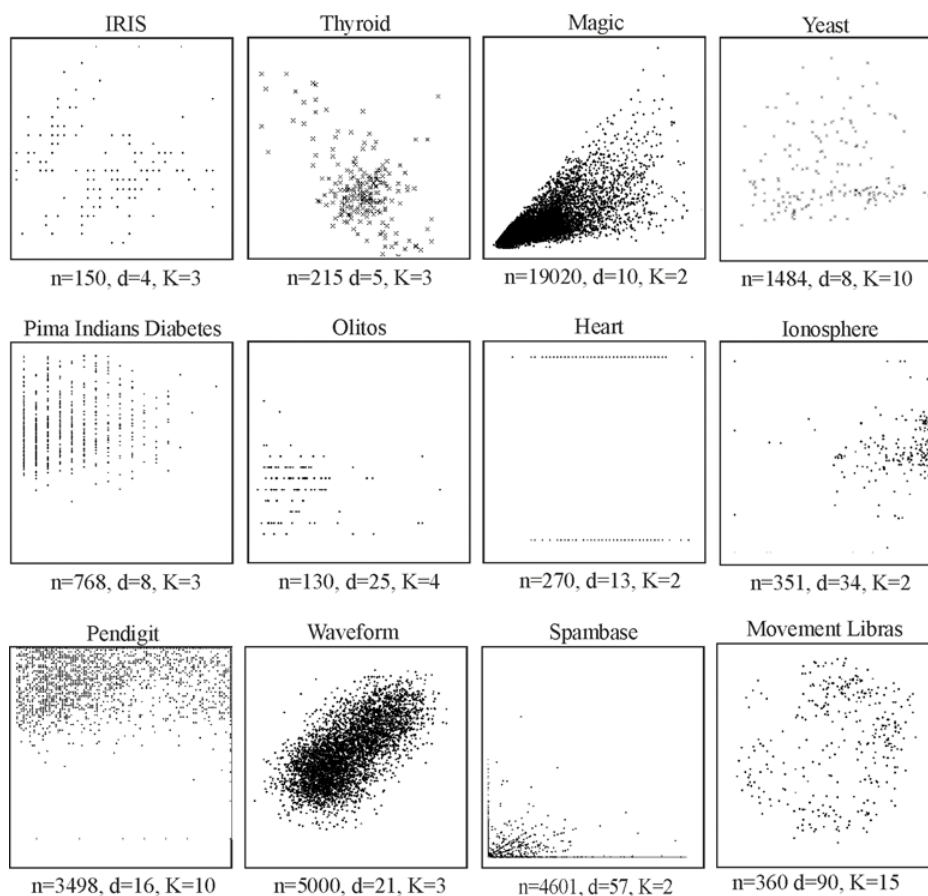 IRIS
Thyroid
Magic
Yeast
n=150, d=4, K=3
n=215 d=5, K=3
n=19020, d=10, K=2
n=1484, d=8, K=10
Pima Indians Diabetes
Olitos
Heart
Ionosphere
n=768, d=8, K=3
n=130, d=25, K=4
n=270, d=13, K=2
n=351, d=34, K=2
Pendigit
Waveform
Spambase
Movement Libras
n=3498, d=16, K=10
n=5000, d=21, K=3
n=4601, d=57, K=2
n=360 d=90, K=15